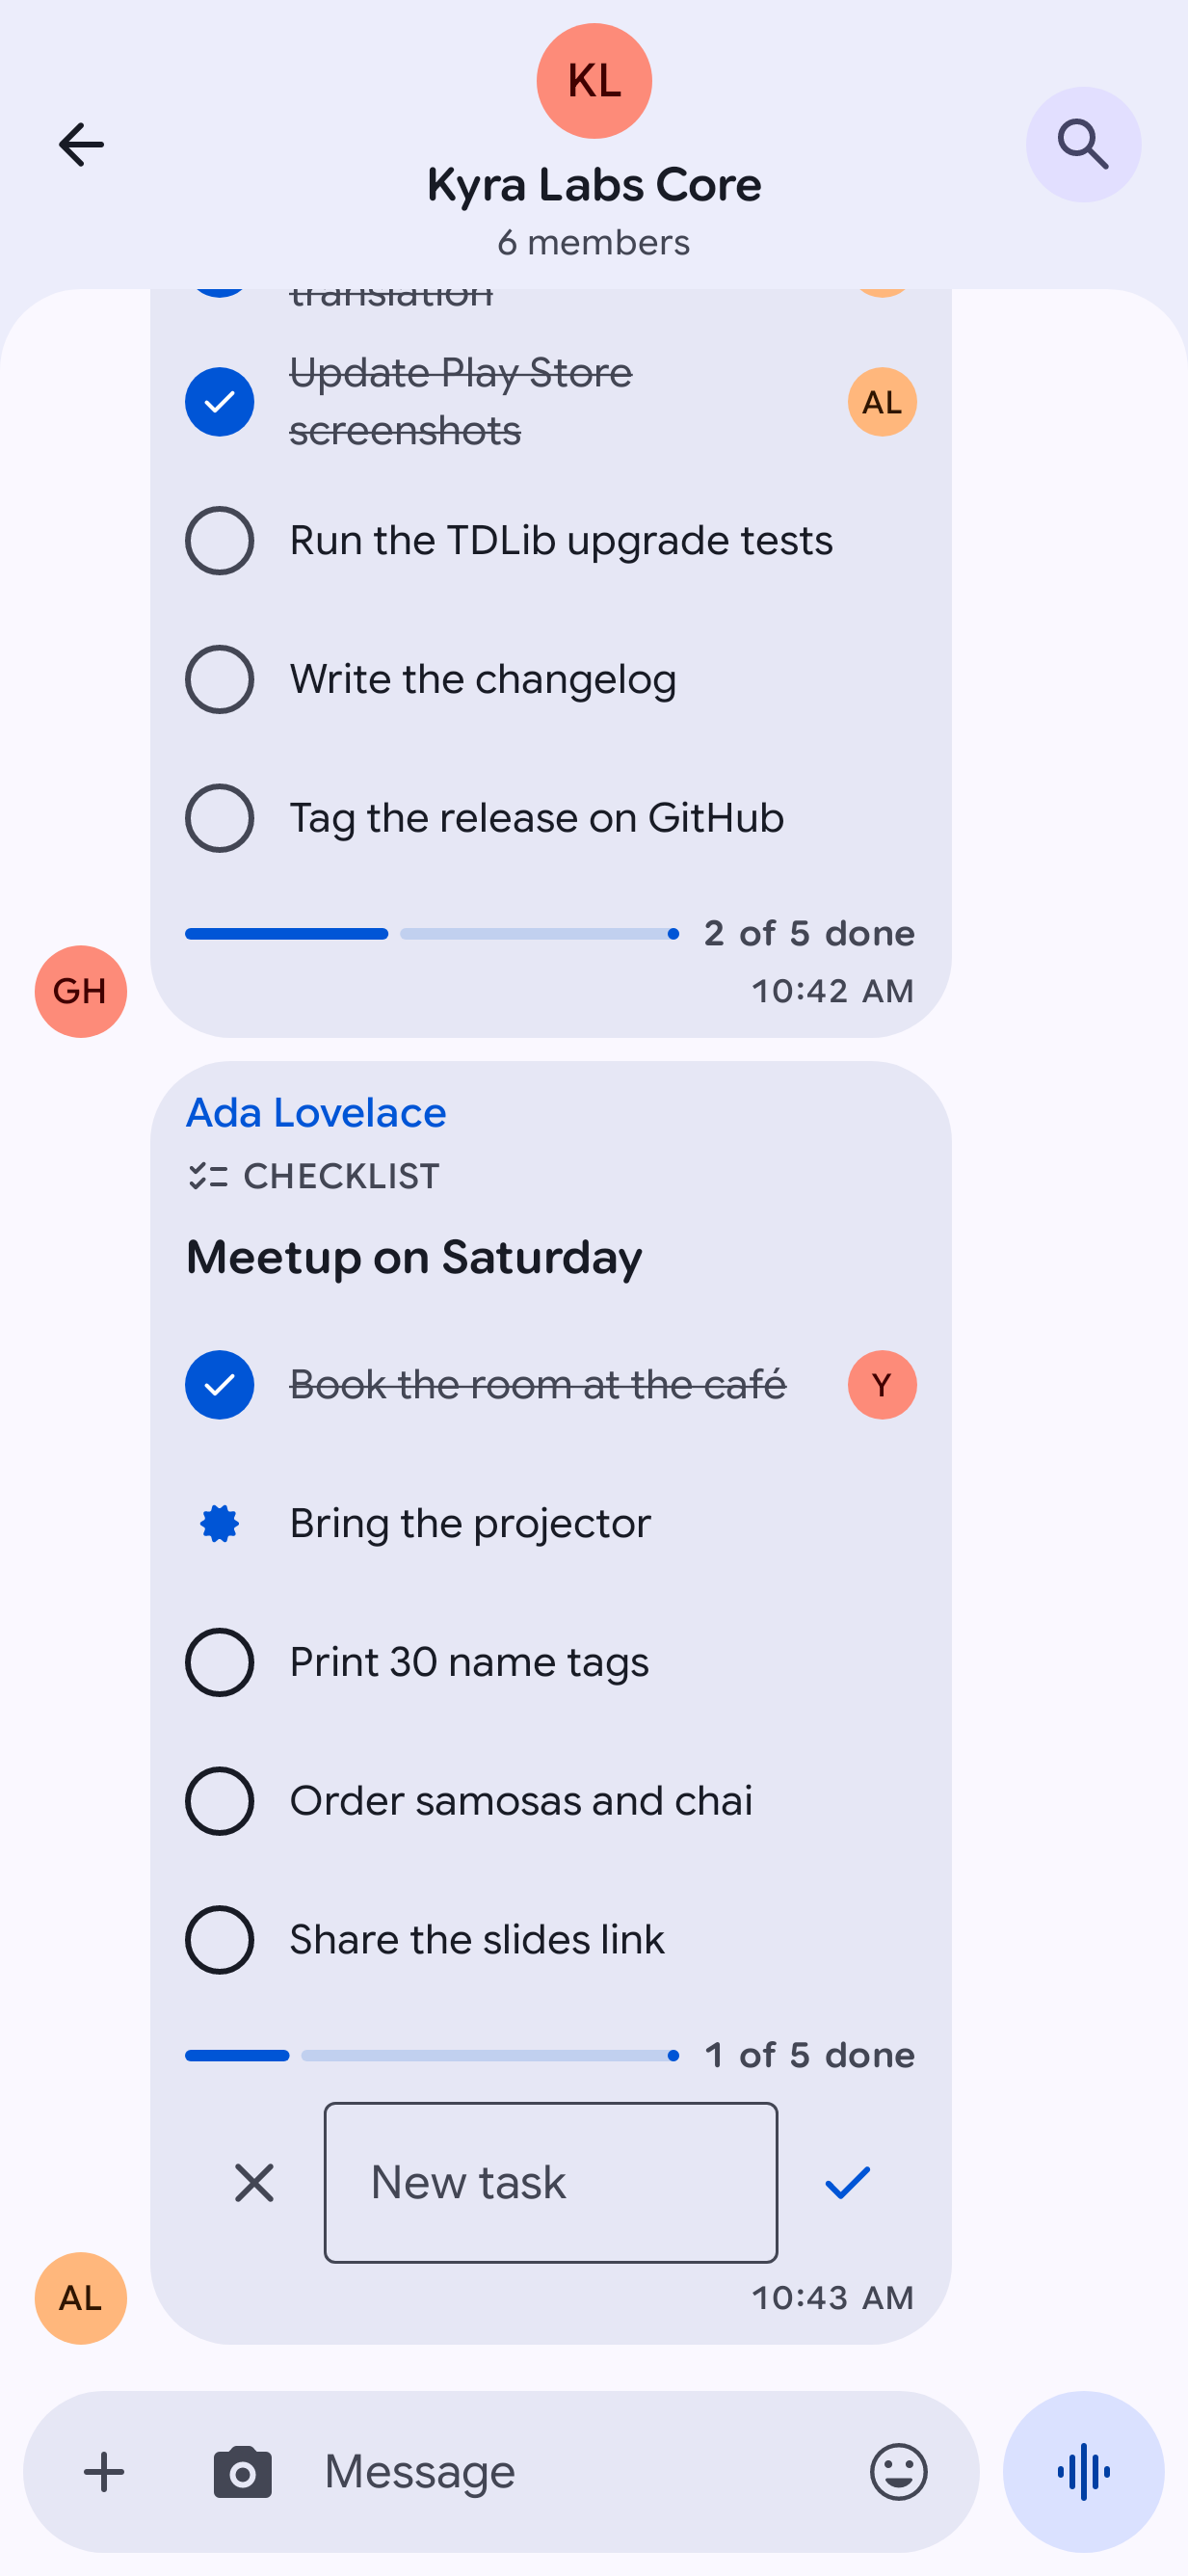 KL
Kyra Labs Core
6 members
translation
Update Play Store
screenshots
AL
Run the TDLib upgrade tests
Write the changelog
Tag the release on GitHub
2 of 5 done
GH
10:42 AM
Ada Lovelace
CHECKLIST
Meetup on Saturday
Book the room at the café
Y
Bring the projector
Print 30 name tags
Order samosas and chai
Share the slides link
1 of 5 done
New task
AL
10:43 AM
Message